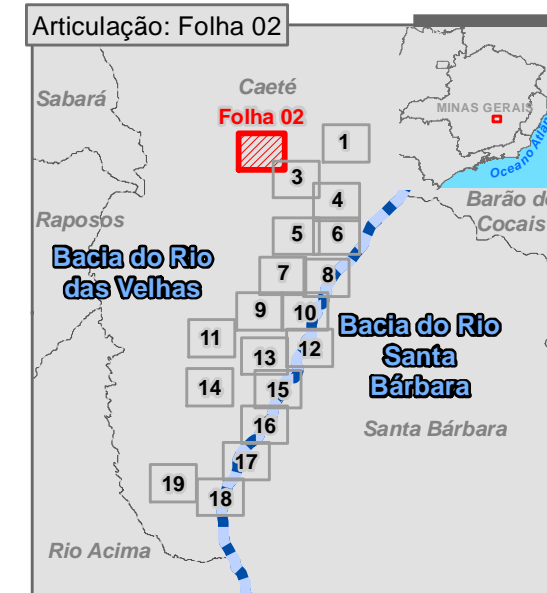 Articulação: Folha 02
Caeté
Sabará
MINAS GERAIS
Folha 02
1
3
4
Barão de
Cocais
Raposos
5
6
Bacia do Rio
das Velhas
7
8
9
10
Bacia do Rio
Santa
Bárbara
11
12
13
14
15
16
Santa Bárbara
17
19
18
Rio Acima